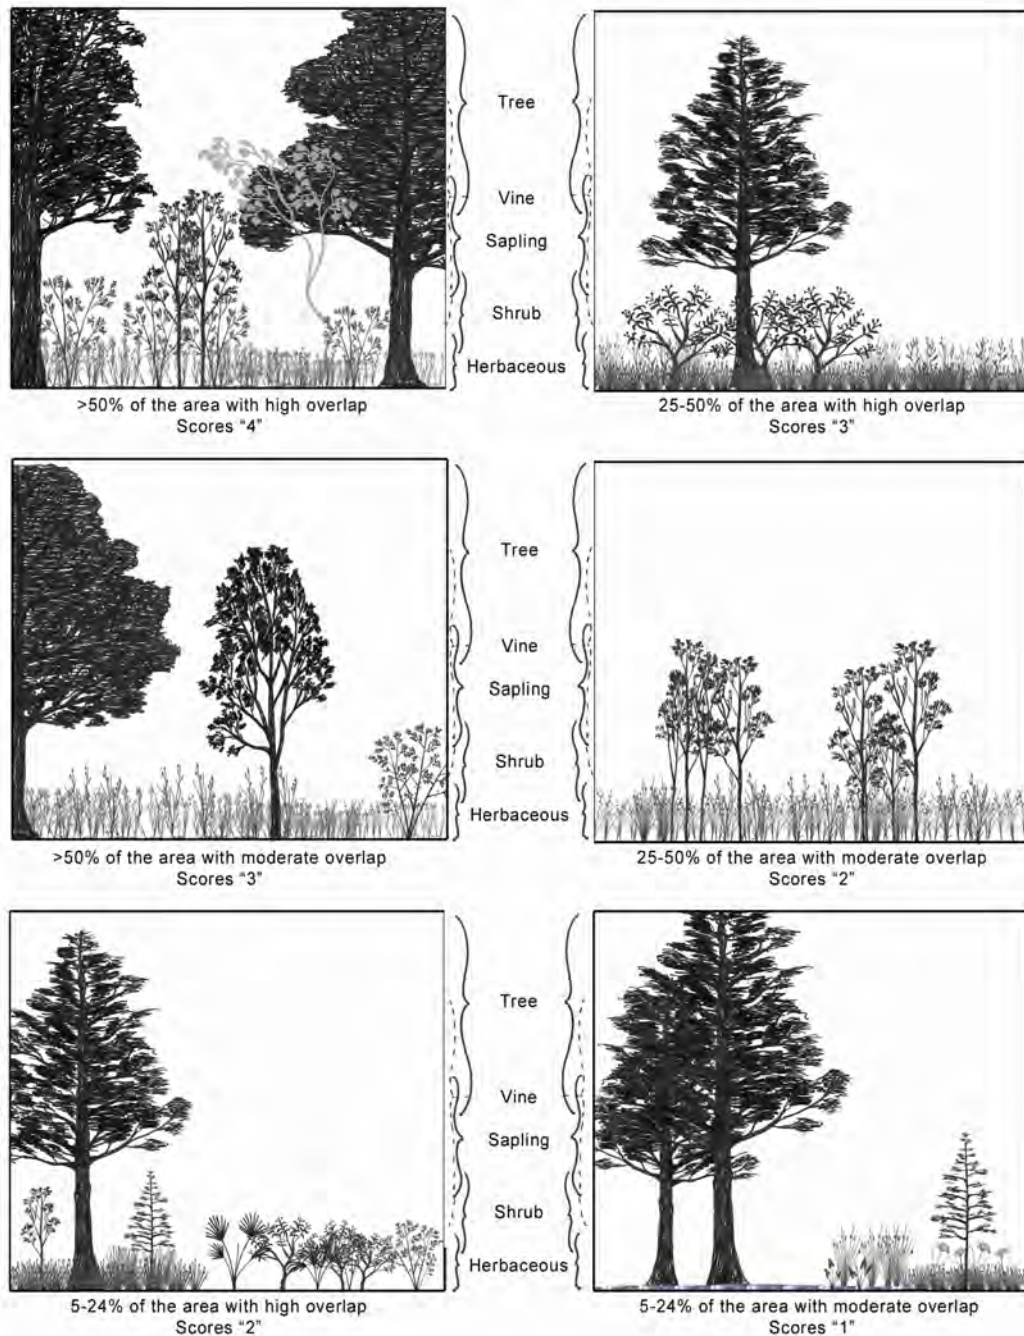 Tree
Vine
Sapling
Shrub
Herbaceous
>50% of the area with high overlap
Scores “4”
25-50% of the area with high overlap
Scores “3”
Tree
Vine
Sapling
Shrub
Herbaceous
>50% of the area with moderate overlap
Scores “3”
25-50% of the area with moderate overlap
Scores “2”
Tree
Vine
Sapling
Shrub
Herbaceous
5-24% of the area with high overlap
Scores “2”
5-24% of the area with moderate overlap
Scores “1”